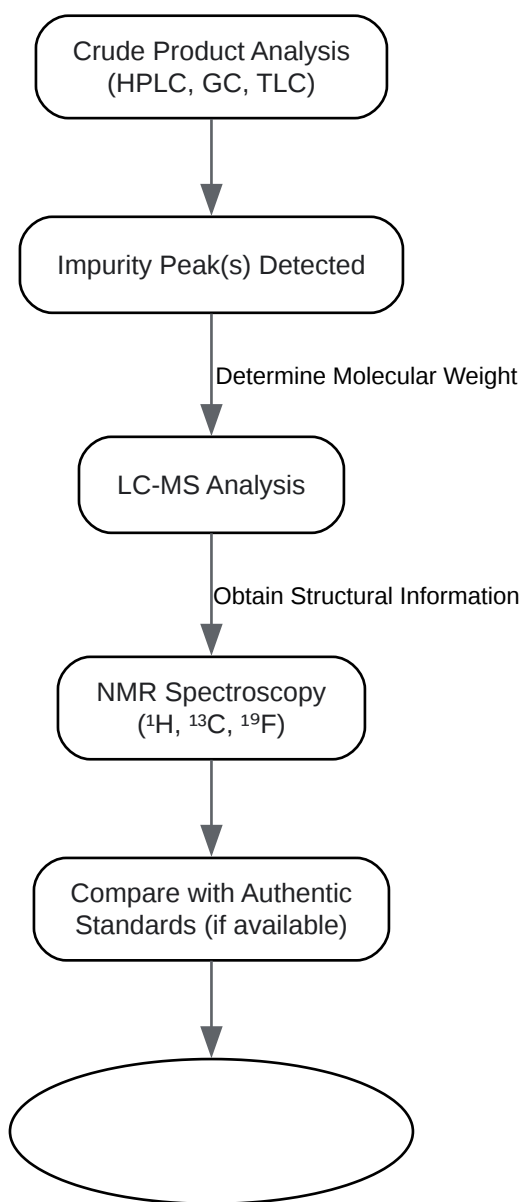 Crude Product Analysis
(HPLC, GC, TLC)
Impurity Peak(s) Detected
Determine Molecular Weight
LC-MS Analysis
Obtain Structural Information
NMR Spectroscopy
(¹H, ¹³C, ¹⁹F)
Compare with Authentic
Standards (if available)